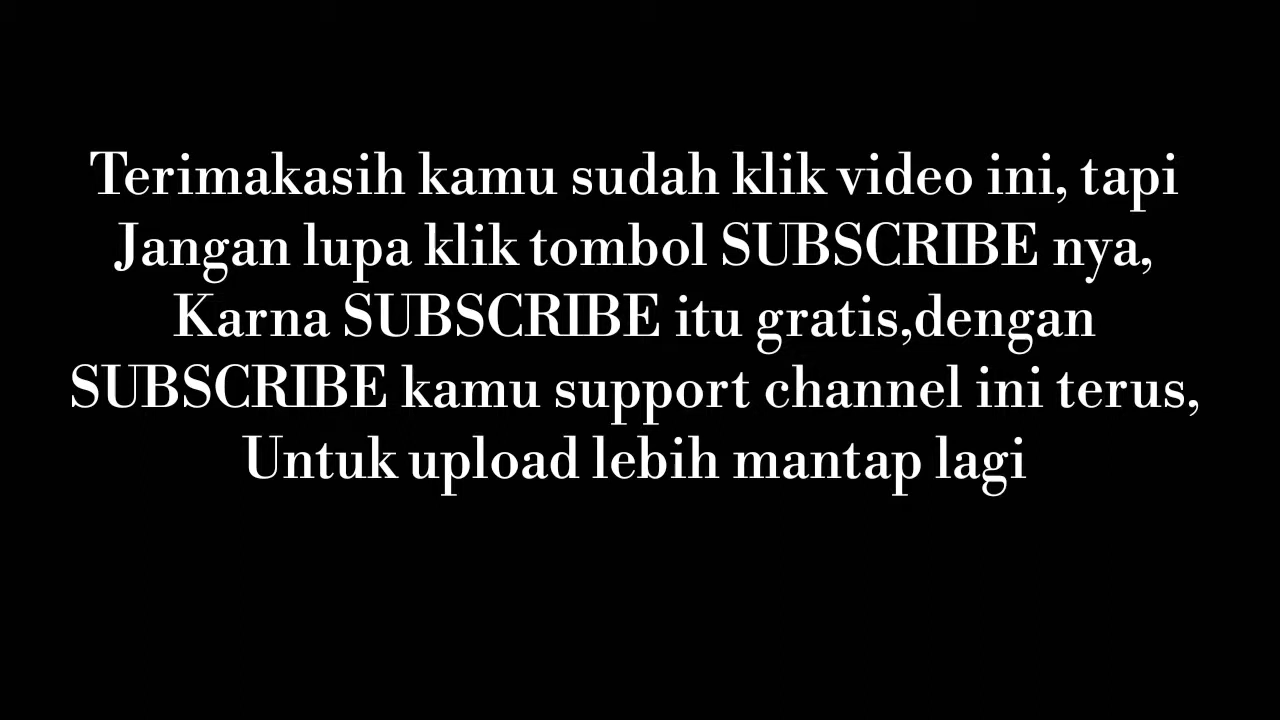 Terimakasih kamu sudah klik video ini, tapi
Jangan lupa klik tombol SUBSCRIBE nya,
Karna SUBSCRIBE itu gratis,dengan
SUBSCRIBE kamu support channel ini terus,
Untuk upload lebih mantap lagi